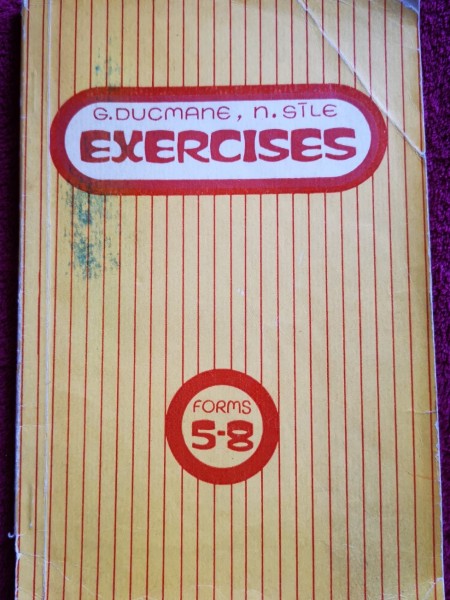 G. DUCMANE, N. SĪLE
EXERCISES
FORMS
5-8